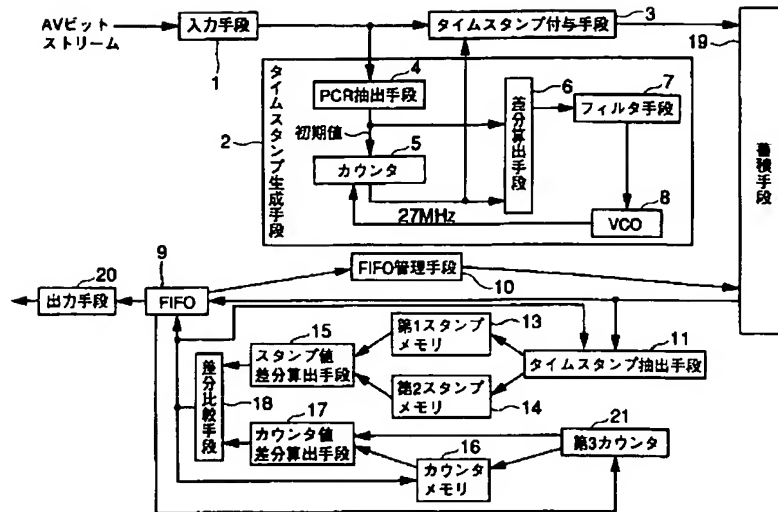 AVビット
ストリーム
入力手段
1
タイムスタンプ付与手段
3
19
蓄積手段
タイムスタンプ生成手段
2
4
PCR抽出手段
初期値
5
カウンタ
27MHz
6
差分算出手段
7
フィルタ手段
8
VCO
20
出力手段
9
FIFO
FIFO管理手段
10
15
スタンプ値
差分算出手段
第1スタンプ
メモリ
13
第2スタンプ
メモリ
14
11
タイムスタンプ抽出手段
差分比較手段
18
17
カウンタ値
差分算出手段
16
カウンタ
メモリ
21
第3カウンタ